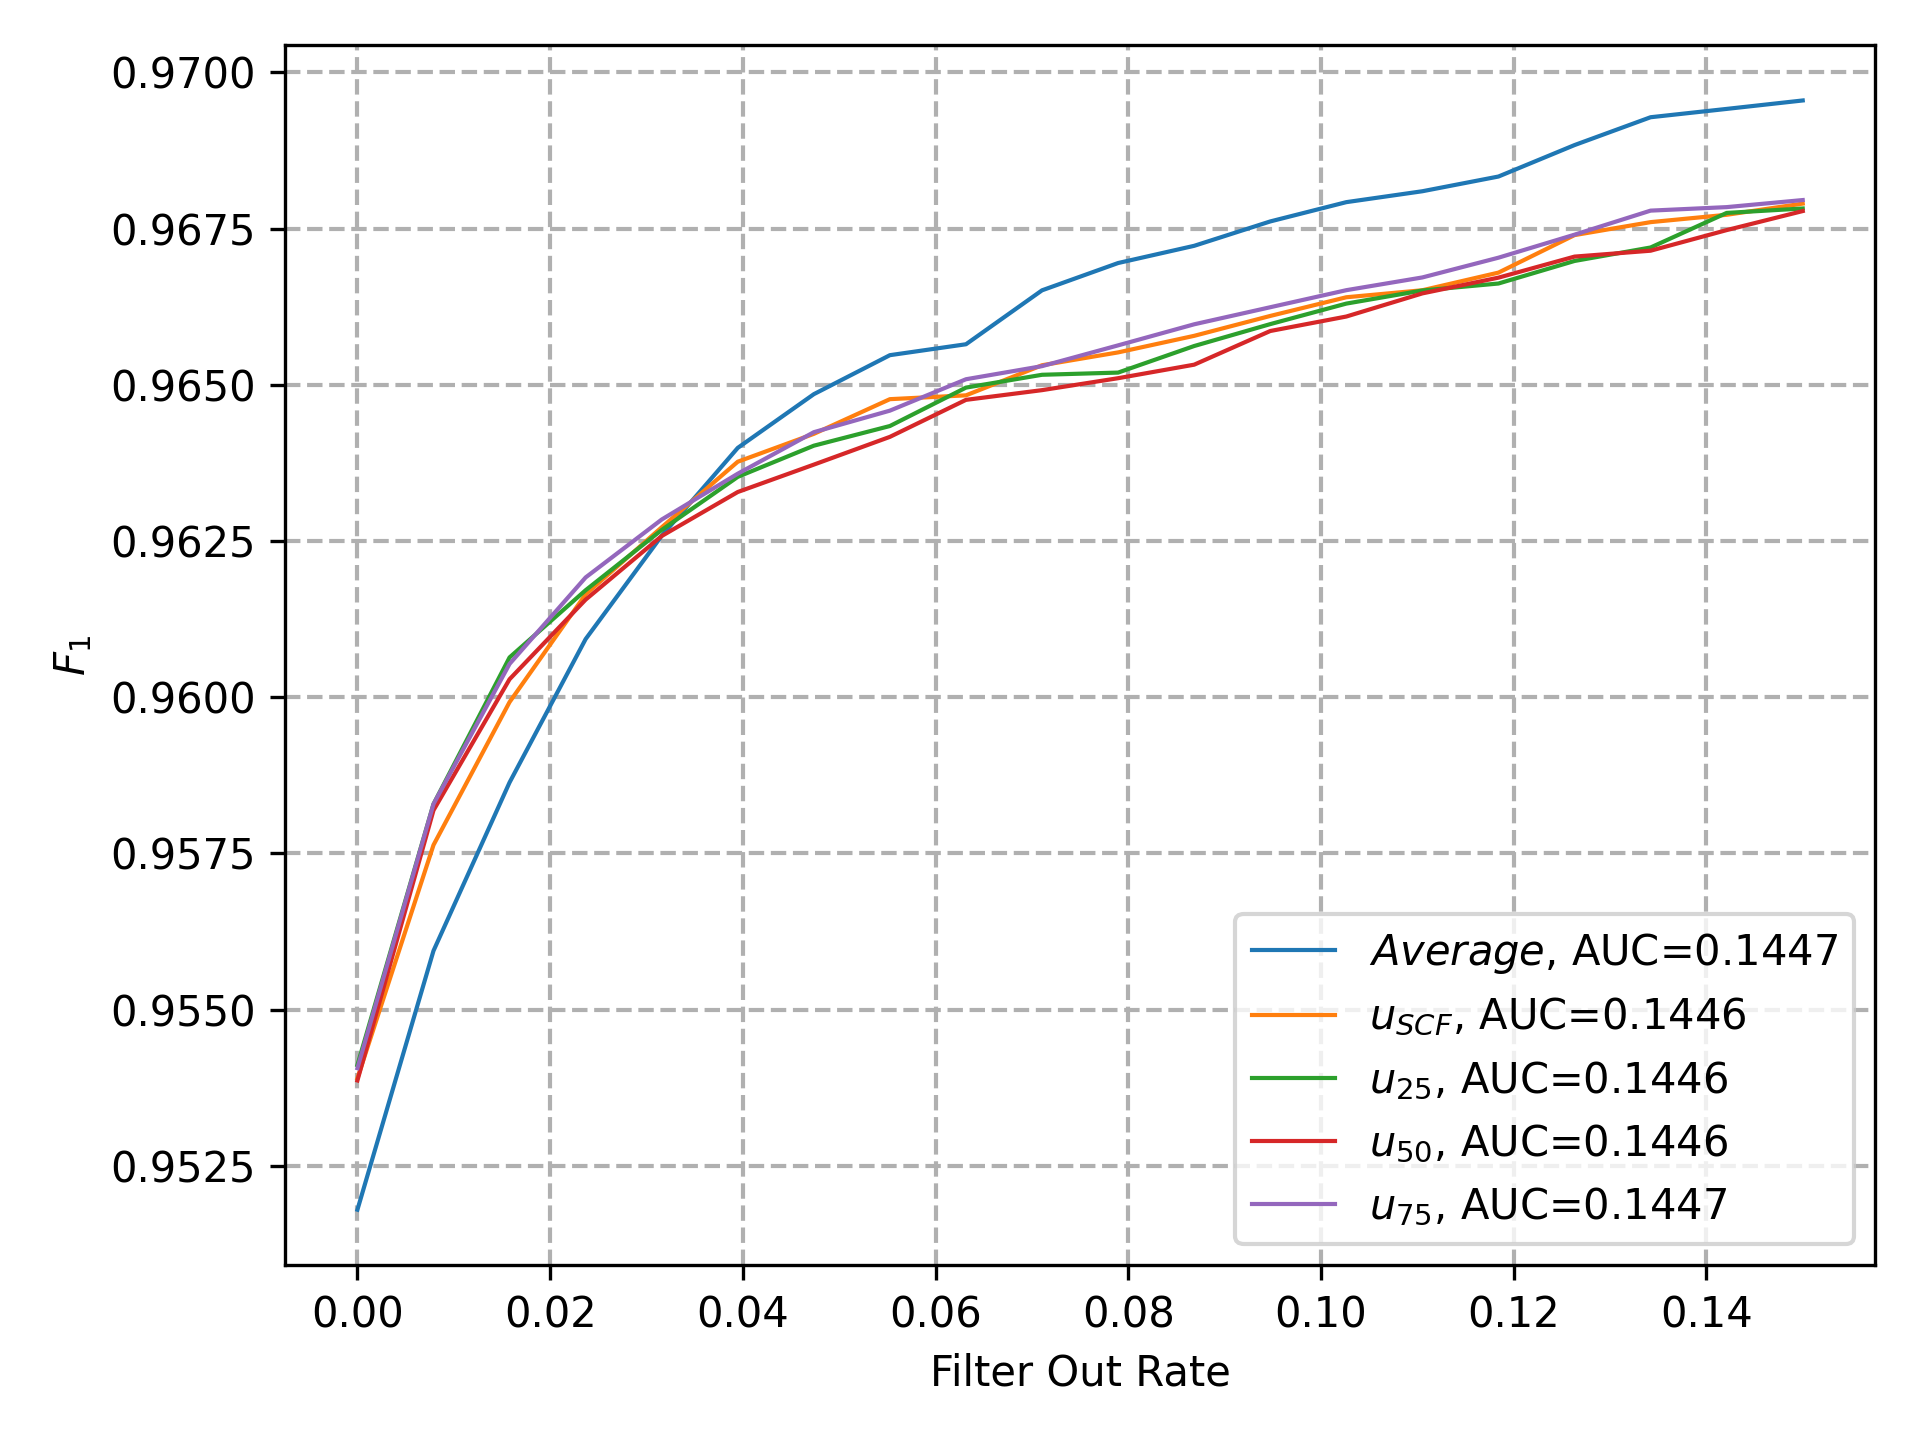 0.9700
0.9675
0.9650
0.9625
0.9600
0.9575
0.9550
0.9525
F1
Average, AUC=0.1447
uSCF, AUC=0.1446
u25, AUC=0.1446
u50, AUC=0.1446
u75, AUC=0.1447
0.00 0.02 0.04 0.06 0.08 0.10 0.12 0.14
Filter Out Rate